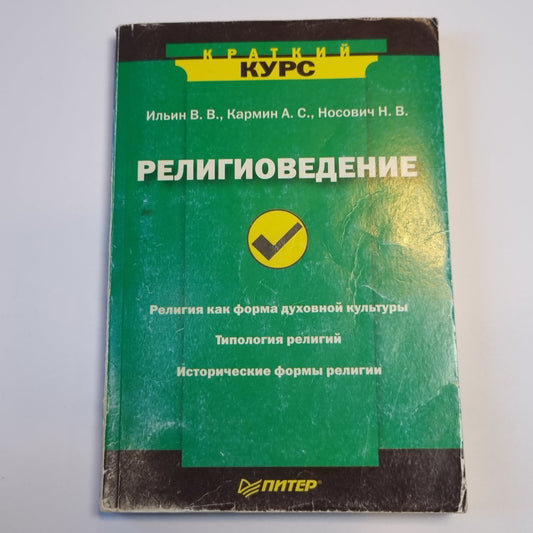 КРАТКИЙ
КУРС
Ильин В. В., Кармин А. С., Носович Н. В.
РЕЛИГИОВЕДЕНИЕ
Религия как форма духовной культуры
Типология религий
Исторические формы религии
ПИТЕР®